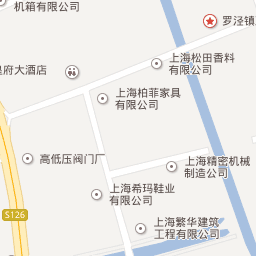 机箱有限公司
罗泾镇
上海松田香料
有限公司
府大酒店
上海柏菲家具
有限公司
高低压阀门厂
上海精密机械
制造公司
上海希玛鞋业
有限公司
S126
上海繁华建筑
工程有限公司